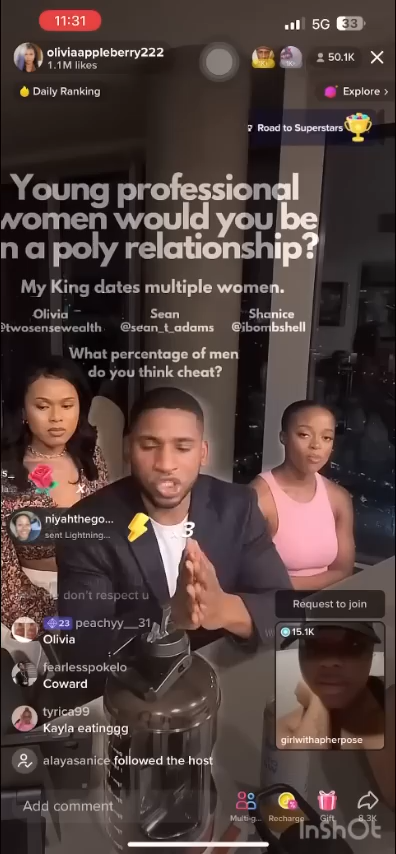 11:31
5G 33
oliviaappleberry222
1.1M likes
50.1K
Daily Ranking
Explore
Road to Superstars
Young professional
women would you be
n a poly relationship?
My King dates multiple women.
Olivia Sean Shanice
@twosensewealth @sean_t_adams @ibombshell
What percentage of men
do you think cheat?
niyahthego...
sent Lightning...
x3
don't respect u
23 peachyy__31
Olivia
fearlesspokelo
Coward
tyrica99
Kayla eatinggg
alayasanice followed the host
Request to join
15.1K
girlwithapherpose
Add comment
Multi-g... Recharge Gift 8.3K
InShOt